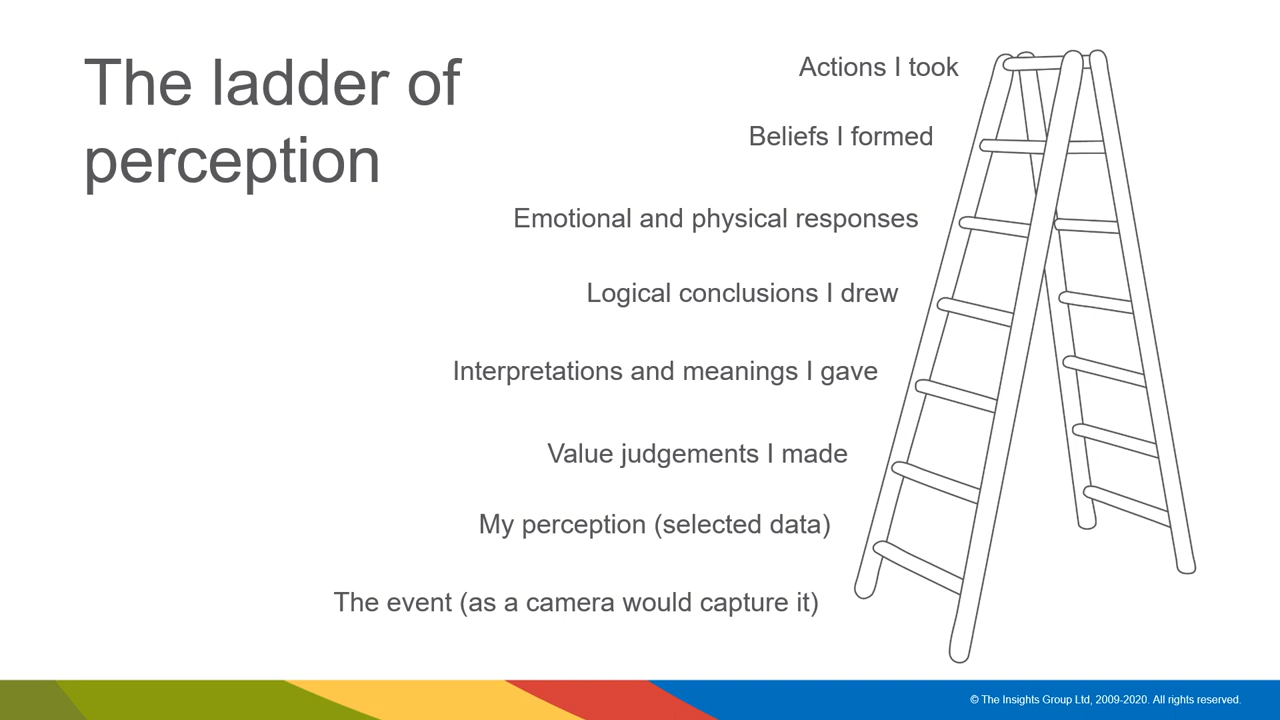 The ladder of
perception
Actions I took
Beliefs I formed
Emotional and physical responses
Logical conclusions I drew
Interpretations and meanings I gave
Value judgements I made
My perception (selected data)
The event (as a camera would capture it)
© The Insights Group Ltd, 2009-2020. All rights reserved.